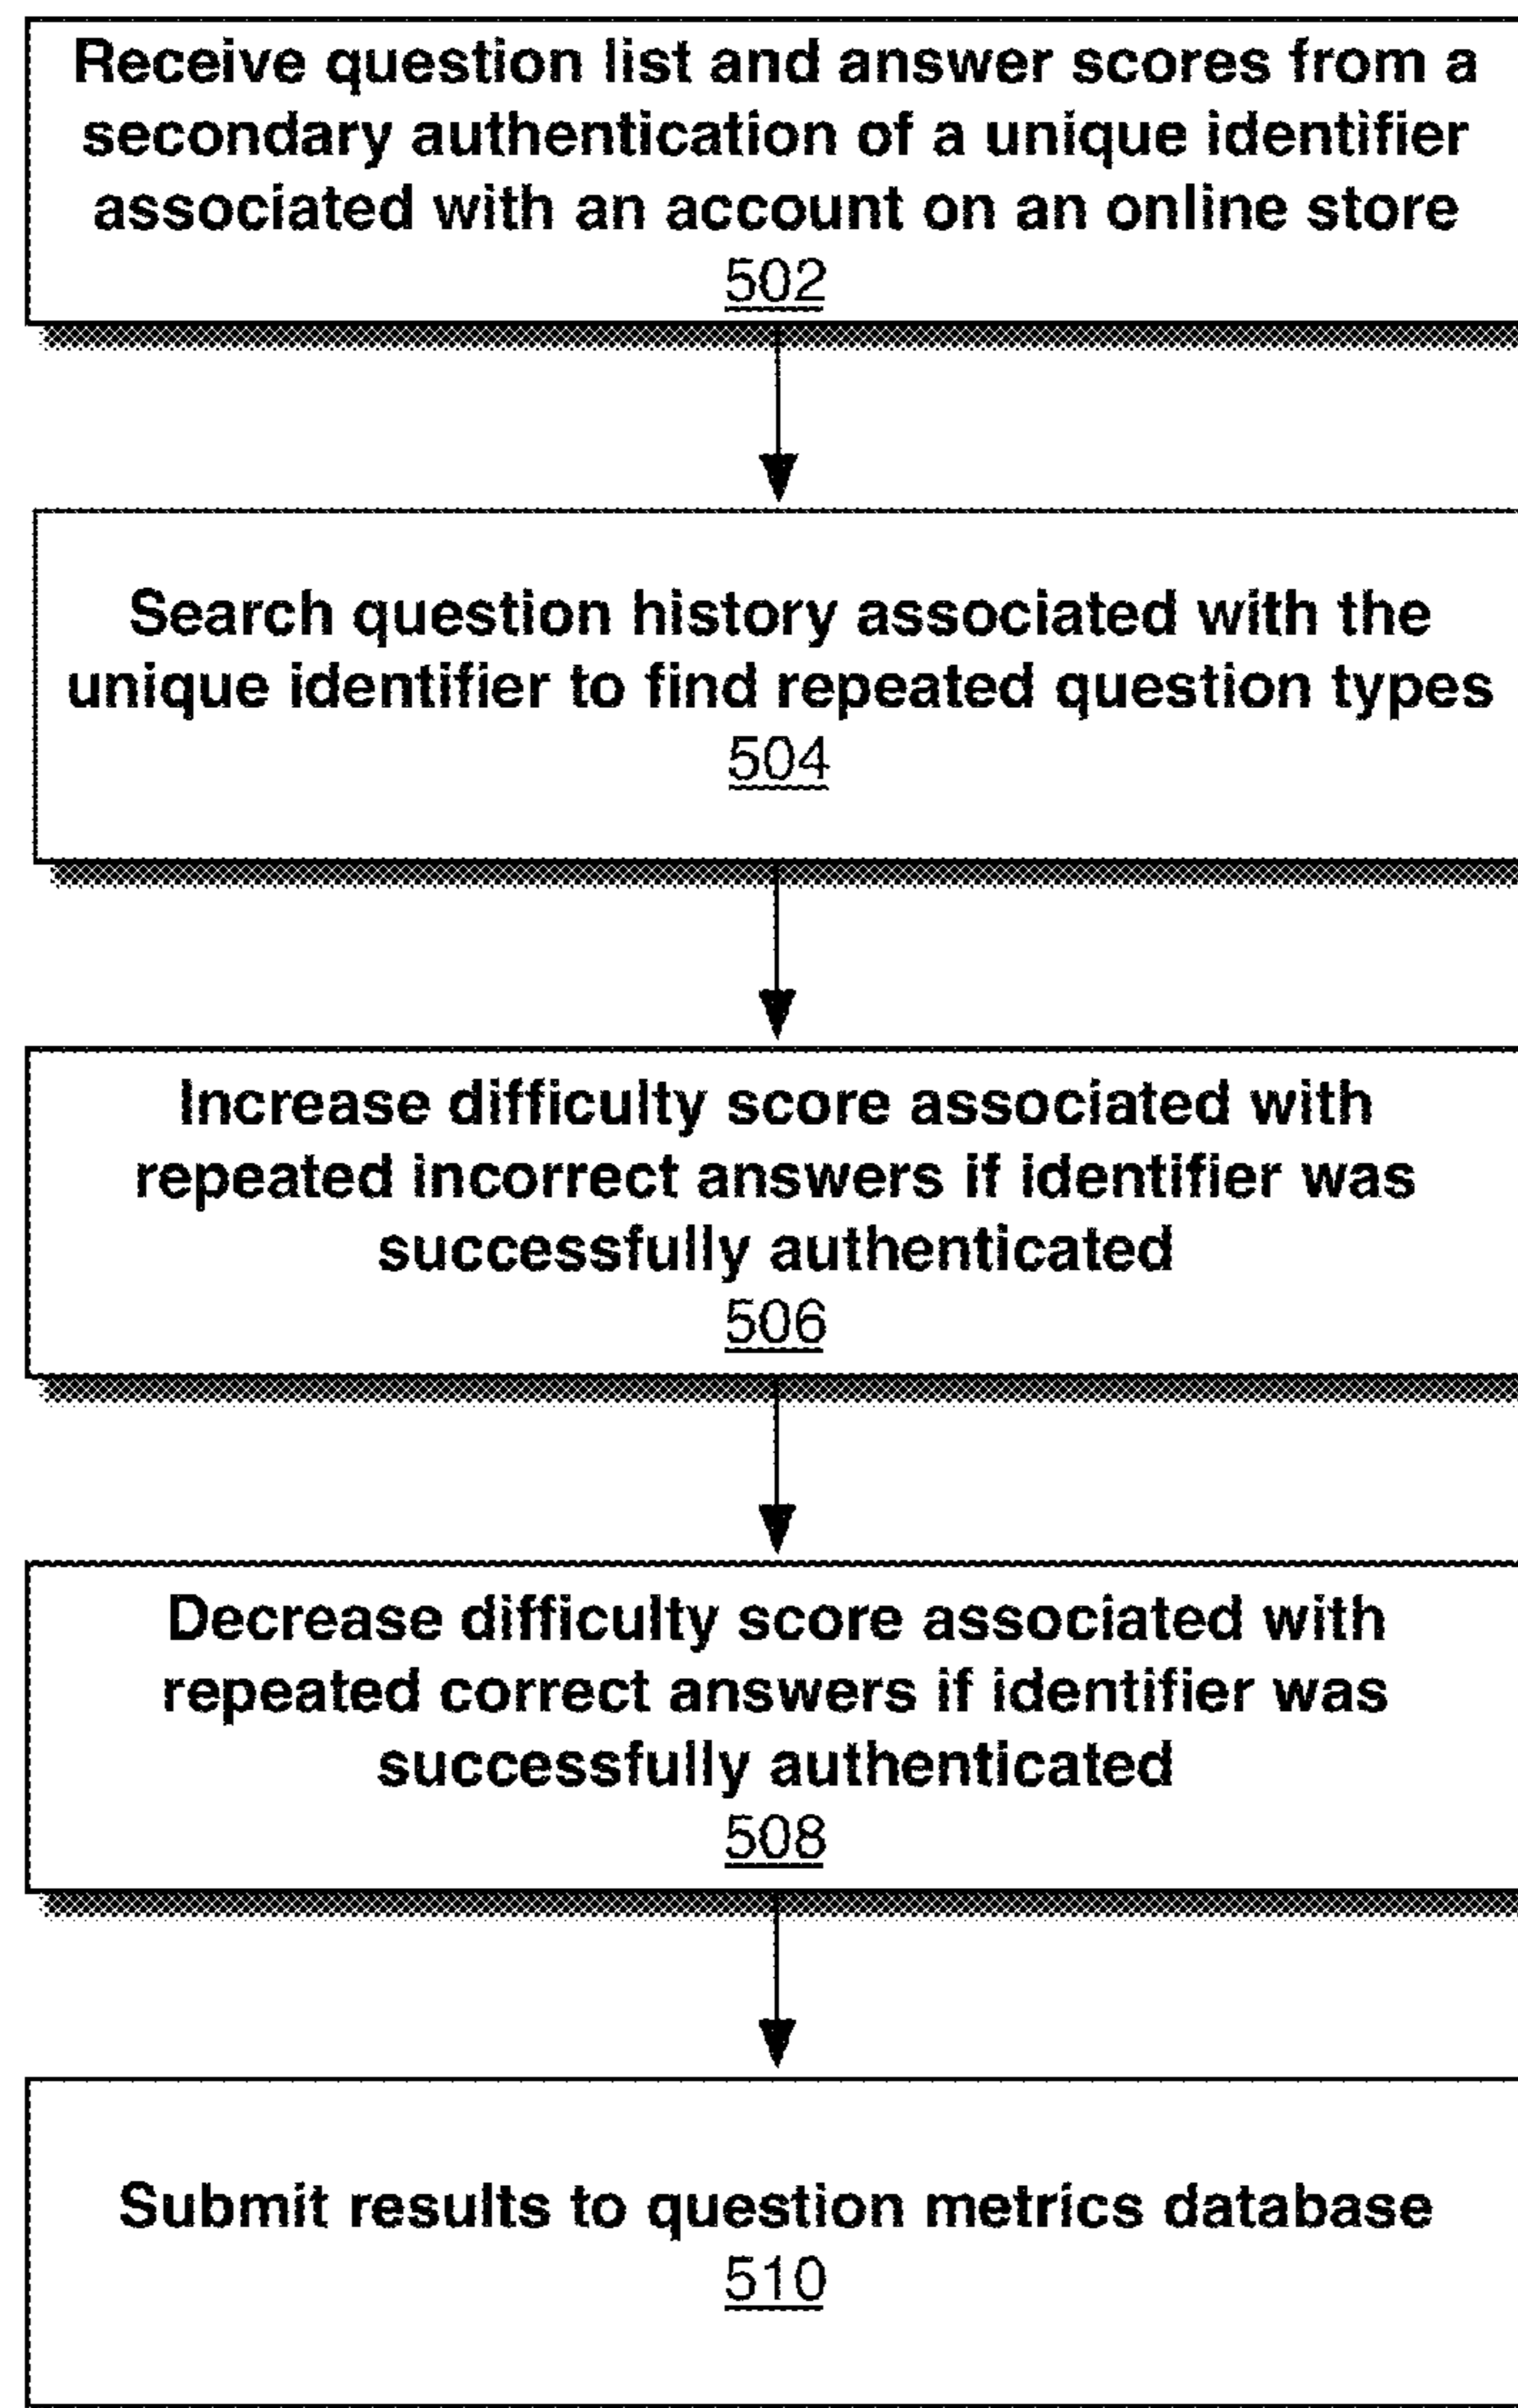 Receive question list and answer scores from a
secondary authentication of a unique identifier
associated with an account on an online store
502
Search question history associated with the
unique identifier to find repeated question types
504
Increase difficulty score associated with
repeated incorrect answers if identifier was
successfully authenticated
506
Decrease difficulty score associated with
repeated correct answers if identifier was
successfully authenticated
508
Submit results to question metrics database
510